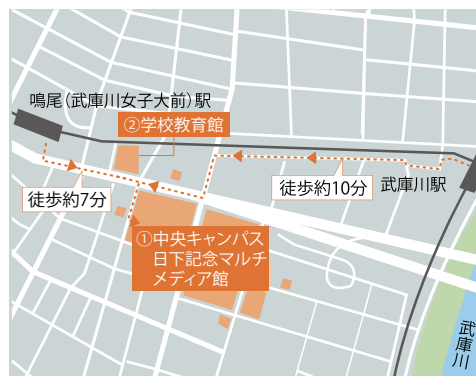 鳴尾（武庫川女子大前）駅
②学校教育館
徒歩約10分
武庫川駅
徒歩約7分
①中央キャンパス
日下記念マルチ
メディア館
武庫川